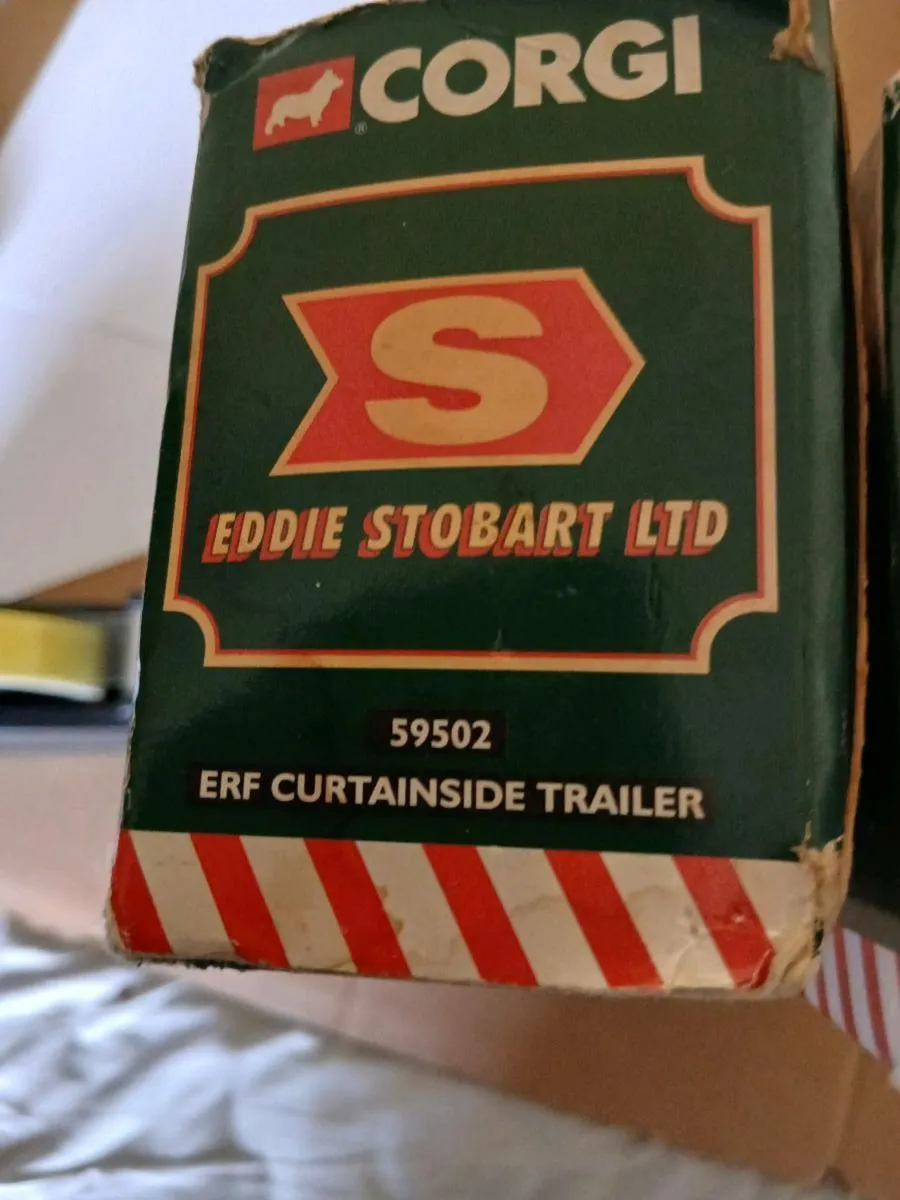 CORGI
®
S
EDDIE STOBART LTD
59502
ERF CURTAINSIDE TRAILER